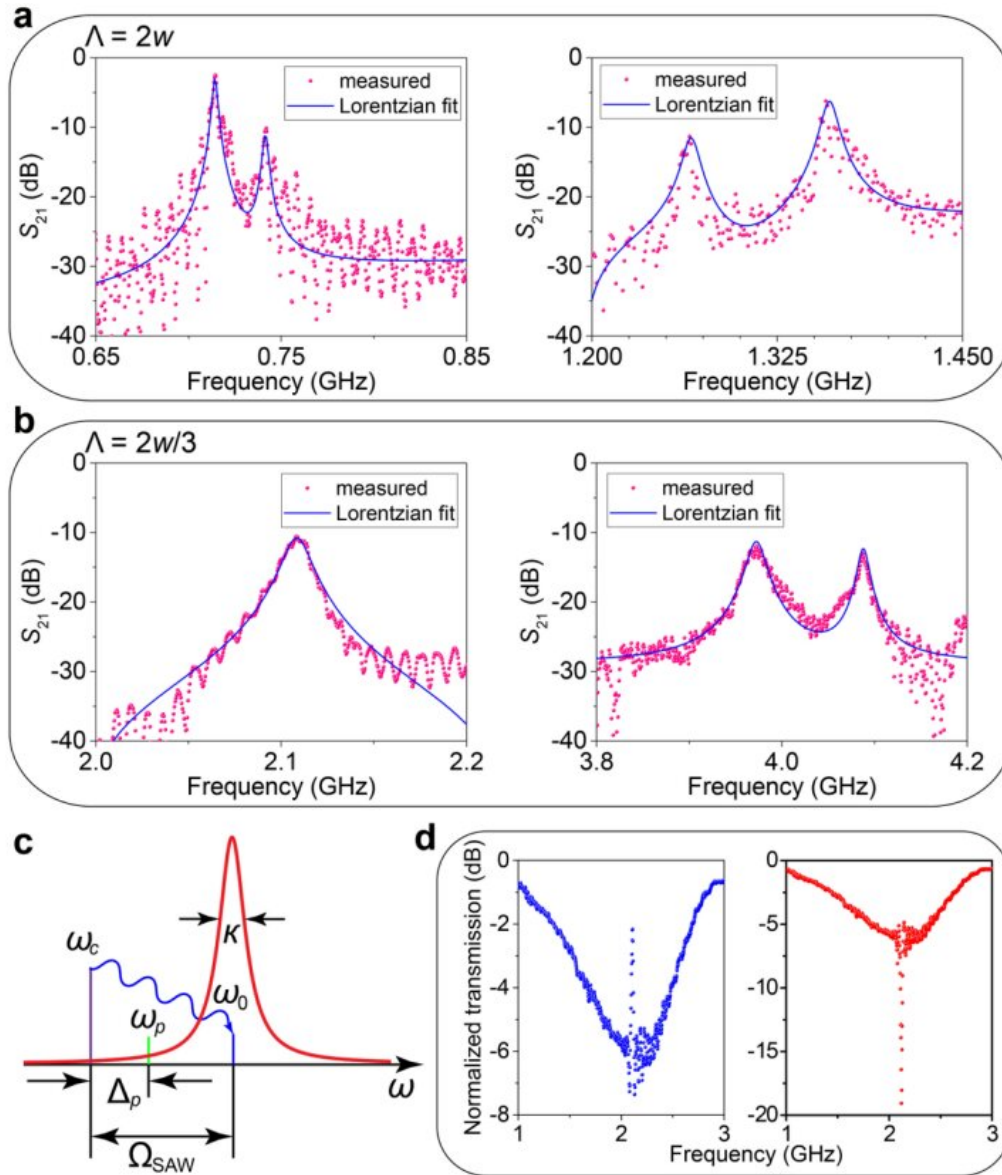 a
Λ = 2w
0
-10
-20
-30
-40
S21 (dB)
measured
Lorentzian fit
0.65 0.75 0.85
Frequency (GHz)
0
-10
-20
-30
-40
S21 (dB)
measured
Lorentzian fit
1.200 1.325 1.450
Frequency (GHz)
b
Λ = 2w/3
0
-10
-20
-30
-40
S21 (dB)
measured
Lorentzian fit
2.0 2.1 2.2
Frequency (GHz)
0
-10
-20
-30
-40
S21 (dB)
measured
Lorentzian fit
3.8 4.0 4.2
Frequency (GHz)
c
κ
ωc
ω0
ωp
ω
Δp
ΩSAW
d
Normalized transmission (dB)
0
-2
-4
-6
-8
1 2 3
0
-5
-10
-15
-20
1 2 3
Frequency (GHz)